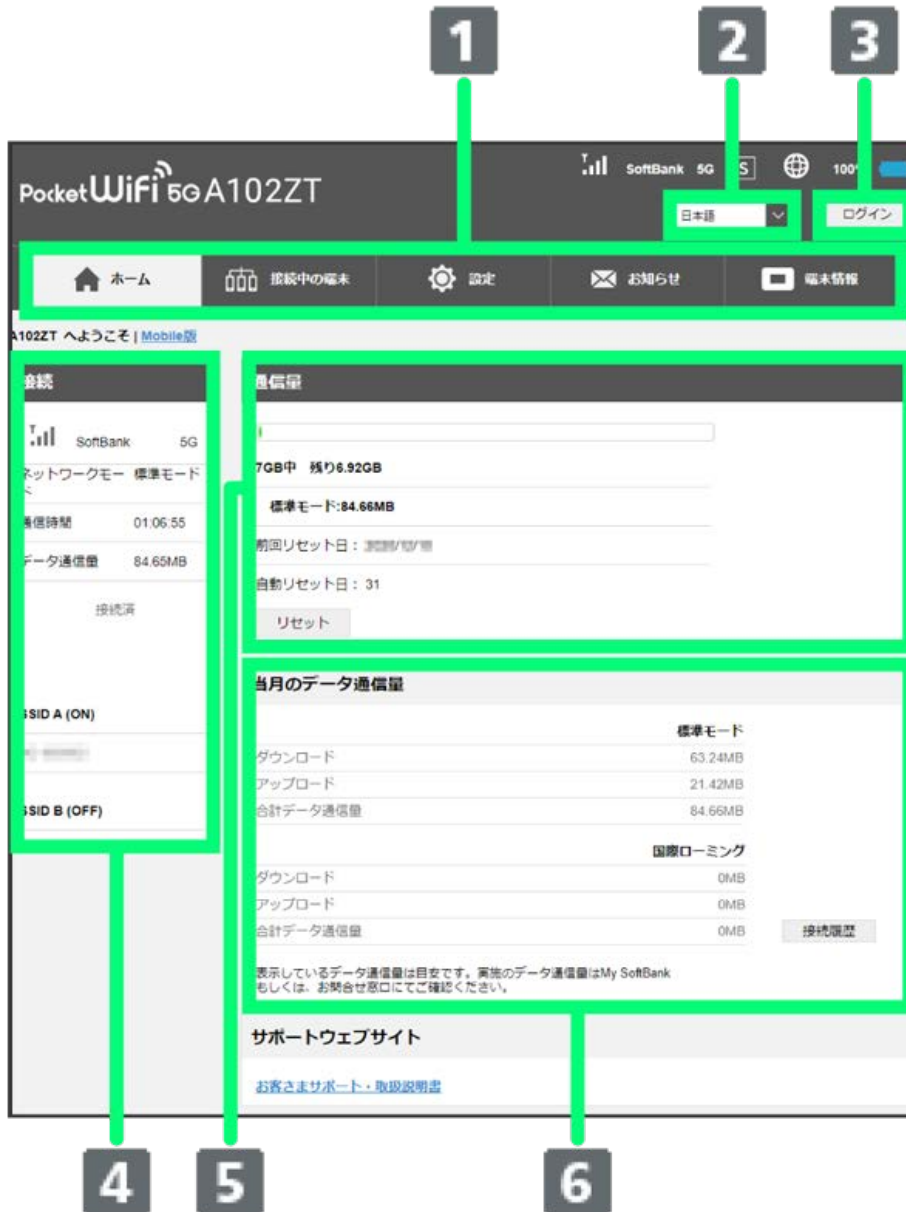 1 2 3
PocketWiFi 5G A102ZT
SoftBank 5G S 100%
日本語
ログイン
ホーム 接続中の端末 設定 お知らせ 端末情報
A102ZT へようこそ | Mobile版
接続
SoftBank 5G
ネットワークモード 標準モード
通信時間 01:06:55
データ通信量 84.65MB
接続済
SSID A (ON)
SSID B (OFF)
通信量
7GB中 残り6.92GB
標準モード:84.66MB
前回リセット日:
自動リセット日: 31
リセット
当月のデータ通信量
標準モード
ダウンロード 63.24MB
アップロード 21.42MB
合計データ通信量 84.66MB
国際ローミング
ダウンロード 0MB
アップロード 0MB
合計データ通信量 0MB 接続履歴
表示しているデータ通信量は目安です。実施のデータ通信量はMy SoftBank
もしくは、お問合せ窓口にてご確認ください。
サポートウェブサイト
お客さまサポート・取扱説明書
4 5 6